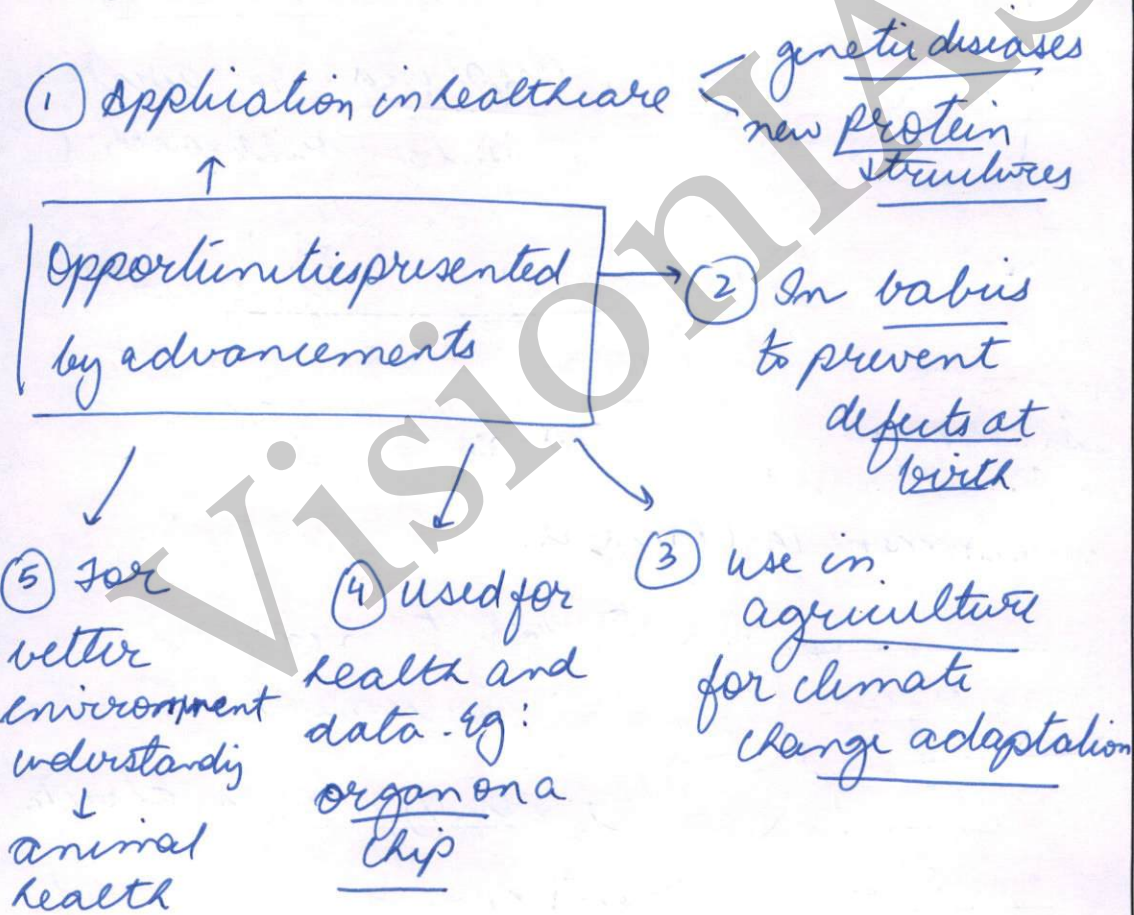 ① Application in healthcare
genetic diseases
new protein
structures
Opportunities presented
by advancements
② In babies
to prevent
defects at
birth
③ use in
agriculture
for climate
change adaptation
④ used for
health and
data. Eg:
organ on a
chip
⑤ For
better
environment
understanding
↓
animal
health
VisionIAS